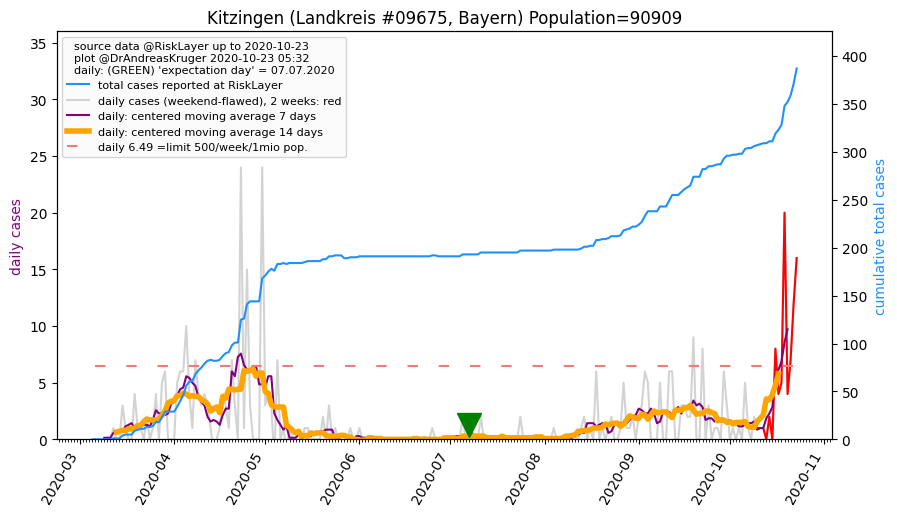 Kitzingen (Landkreis #09675, Bayern) Population=90909
source data @RiskLayer up to 2020-10-23
plot @DrAndreasKruger 2020-10-23 05:32
daily: (GREEN) 'expectation day' = 07.07.2020
total cases reported at RiskLayer
daily cases (weekend-flawed), 2 weeks: red
daily: centered moving average 7 days
daily: centered moving average 14 days
daily 6.49 =limit 500/week/1mio pop.
daily cases
35
30
25
20
15
10
5
0
cumulative total cases
400
350
300
250
200
150
100
50
0
2020-03
2020-04
2020-05
2020-06
2020-07
2020-08
2020-09
2020-10
2020-11